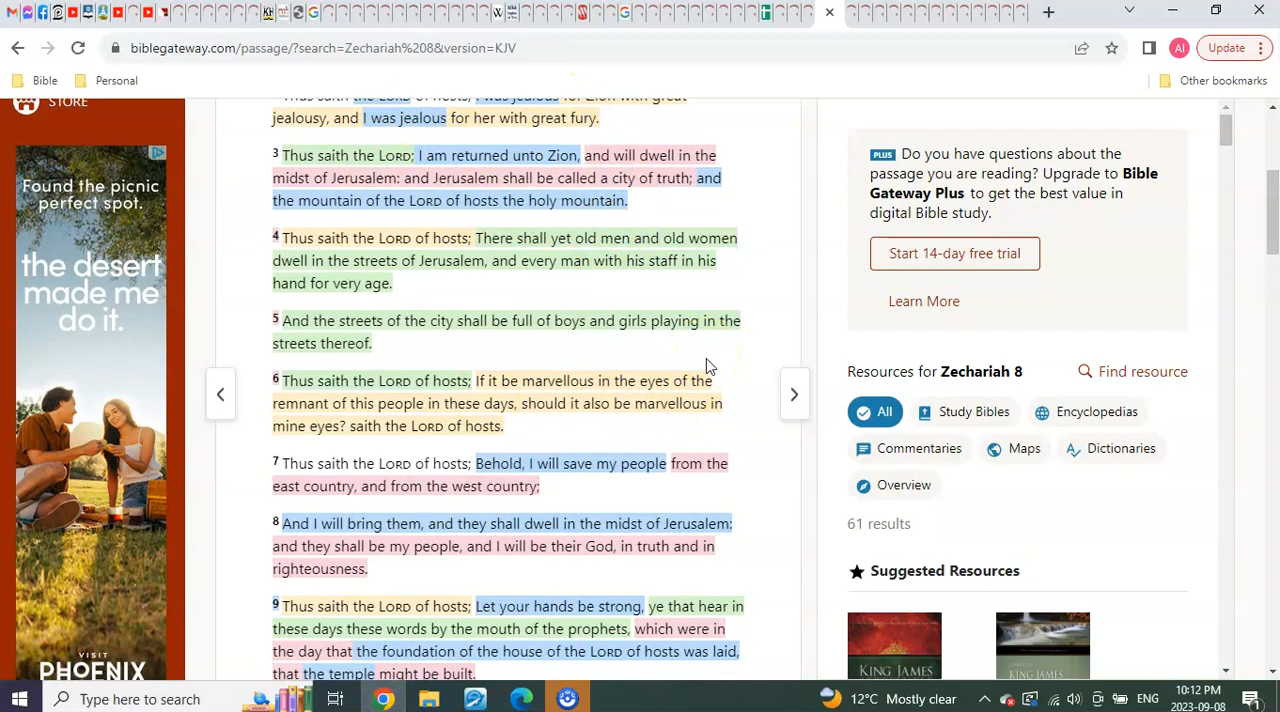 biblegateway.com/passage/?search=Zechariah%208&version=KJV
Update
Bible
Personal
Other bookmarks
STORE
Found the picnic
perfect spot.
the desert
made me
do it.
VISIT
PHOENIX
Thus saith the LORD of hosts; I was jealous for Zion with great
jealousy, and I was jealous for her with great fury.
3 Thus saith the LORD; I am returned unto Zion, and will dwell in the
midst of Jerusalem: and Jerusalem shall be called a city of truth; and
the mountain of the LORD of hosts the holy mountain.
4 Thus saith the LORD of hosts; There shall yet old men and old women
dwell in the streets of Jerusalem, and every man with his staff in his
hand for very age.
5 And the streets of the city shall be full of boys and girls playing in the
streets thereof.
6 Thus saith the LORD of hosts; If it be marvellous in the eyes of the
remnant of this people in these days, should it also be marvellous in
mine eyes? saith the LORD of hosts.
7 Thus saith the LORD of hosts; Behold, I will save my people from the
east country, and from the west country;
8 And I will bring them, and they shall dwell in the midst of Jerusalem:
and they shall be my people, and I will be their God, in truth and in
righteousness.
9 Thus saith the LORD of hosts; Let your hands be strong, ye that hear in
these days these words by the mouth of the prophets, which were in
the day that the foundation of the house of the LORD of hosts was laid,
that the temple might be built.
PLUS Do you have questions about the
passage you are reading? Upgrade to Bible
Gateway Plus to get the best value in
digital Bible study.
Start 14-day free trial
Learn More
Resources for Zechariah 8
Find resource
All
Study Bibles
Encyclopedias
Commentaries
Maps
Dictionaries
Overview
61 results
Suggested Resources
KING JAMES
KING JAMES
Type here to search
12°C Mostly clear
ENG
10:12 PM
2023-09-08